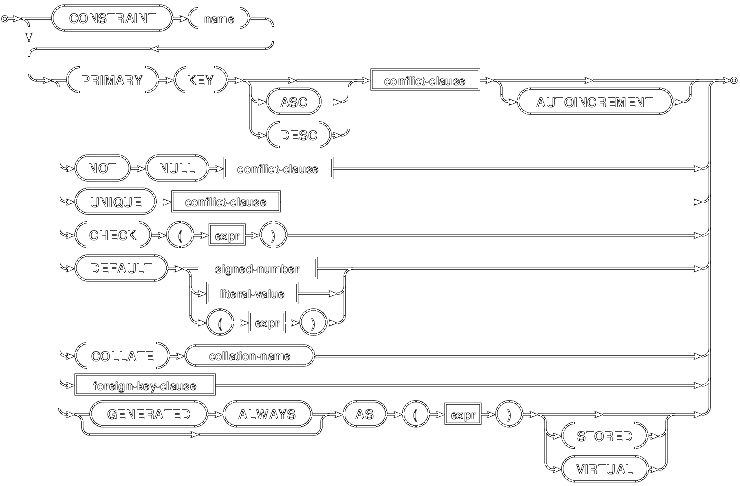 CONSTRAINT name
PRIMARY KEY conflict-clause
ASC AUTOINCREMENT
DESC
NOT NULL conflict-clause
UNIQUE conflict-clause
CHECK ( expr )
DEFAULT signed-number
literal-value
( expr )
COLLATE collation-name
foreign-key-clause
GENERATED ALWAYS AS ( expr )
STORED
VIRTUAL